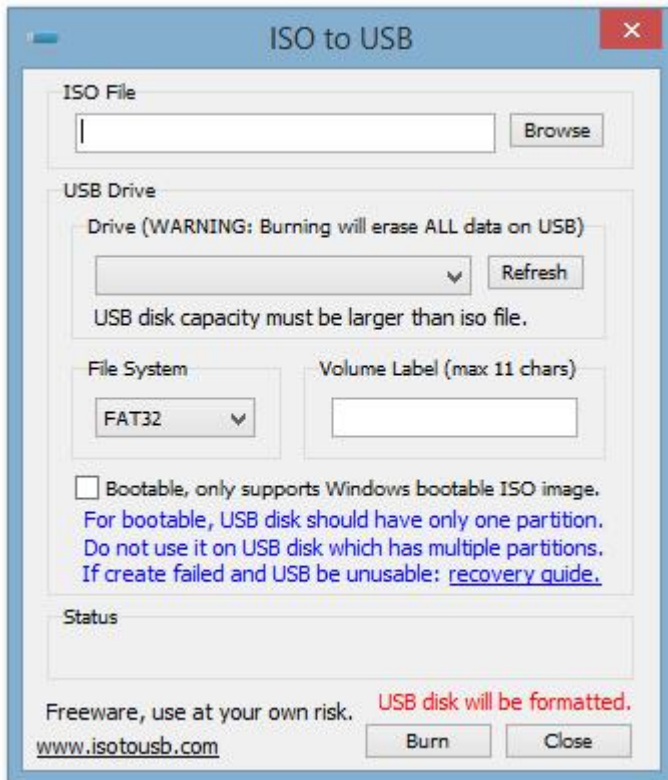 ISO to USB
ISO File
Browse
USB Drive
Drive (WARNING: Burning will erase ALL data on USB)
Refresh
USB disk capacity must be larger than iso file.
File System
Volume Label (max 11 chars)
FAT32
Bootable, only supports Windows bootable ISO image.
For bootable, USB disk should have only one partition.
Do not use it on USB disk which has multiple partitions.
If create failed and USB be unusable: recovery guide.
Status
USB disk will be formatted.
Freeware, use at your own risk.
www.isotousb.com
Burn
Close